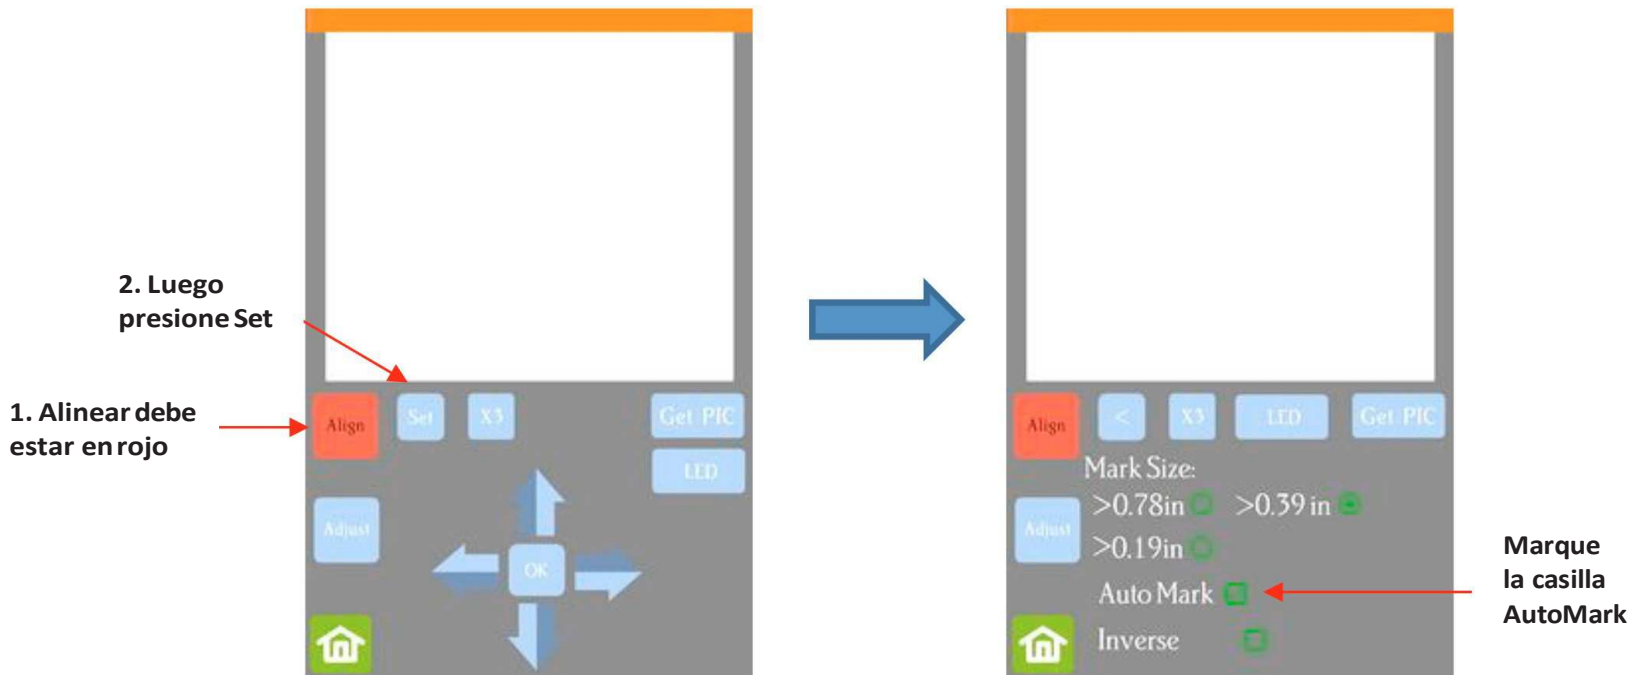 2. Luego
presione Set
1. Alinear debe
estar en rojo
Align
Set
X3
Get PIC
LED
Adjust
OK
Align
<
X3
LED
Get PIC
Mark Size:
>0.78in >0.39 in
Adjust
>0.19in
Auto Mark
Inverse
Marque
la casilla
AutoMark